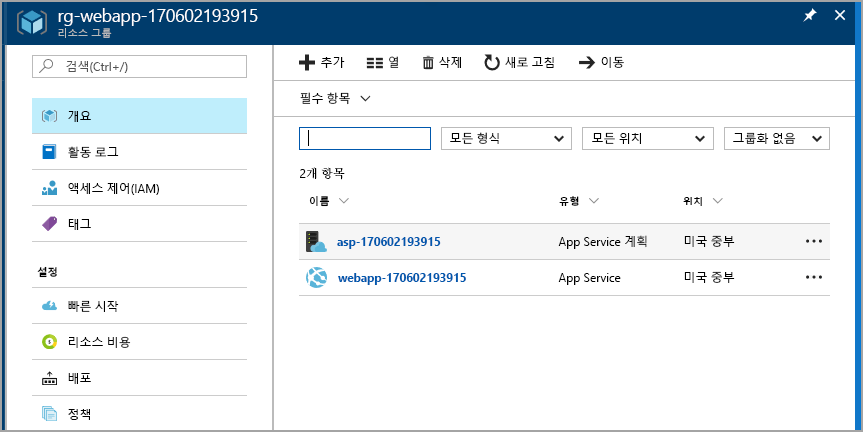 rg-webapp-170602193915
리소스 그룹
검색(Ctrl+/)
개요
활동 로그
액세스 제어(IAM)
태그
설정
빠른 시작
리소스 비용
배포
정책
추가 열 삭제 새로 고침 이동
필수 항목
모든 형식 모든 위치 그룹화 없음
2개 항목
이름 유형 위치
asp-170602193915 App Service 계획 미국 중부
webapp-170602193915 App Service 미국 중부